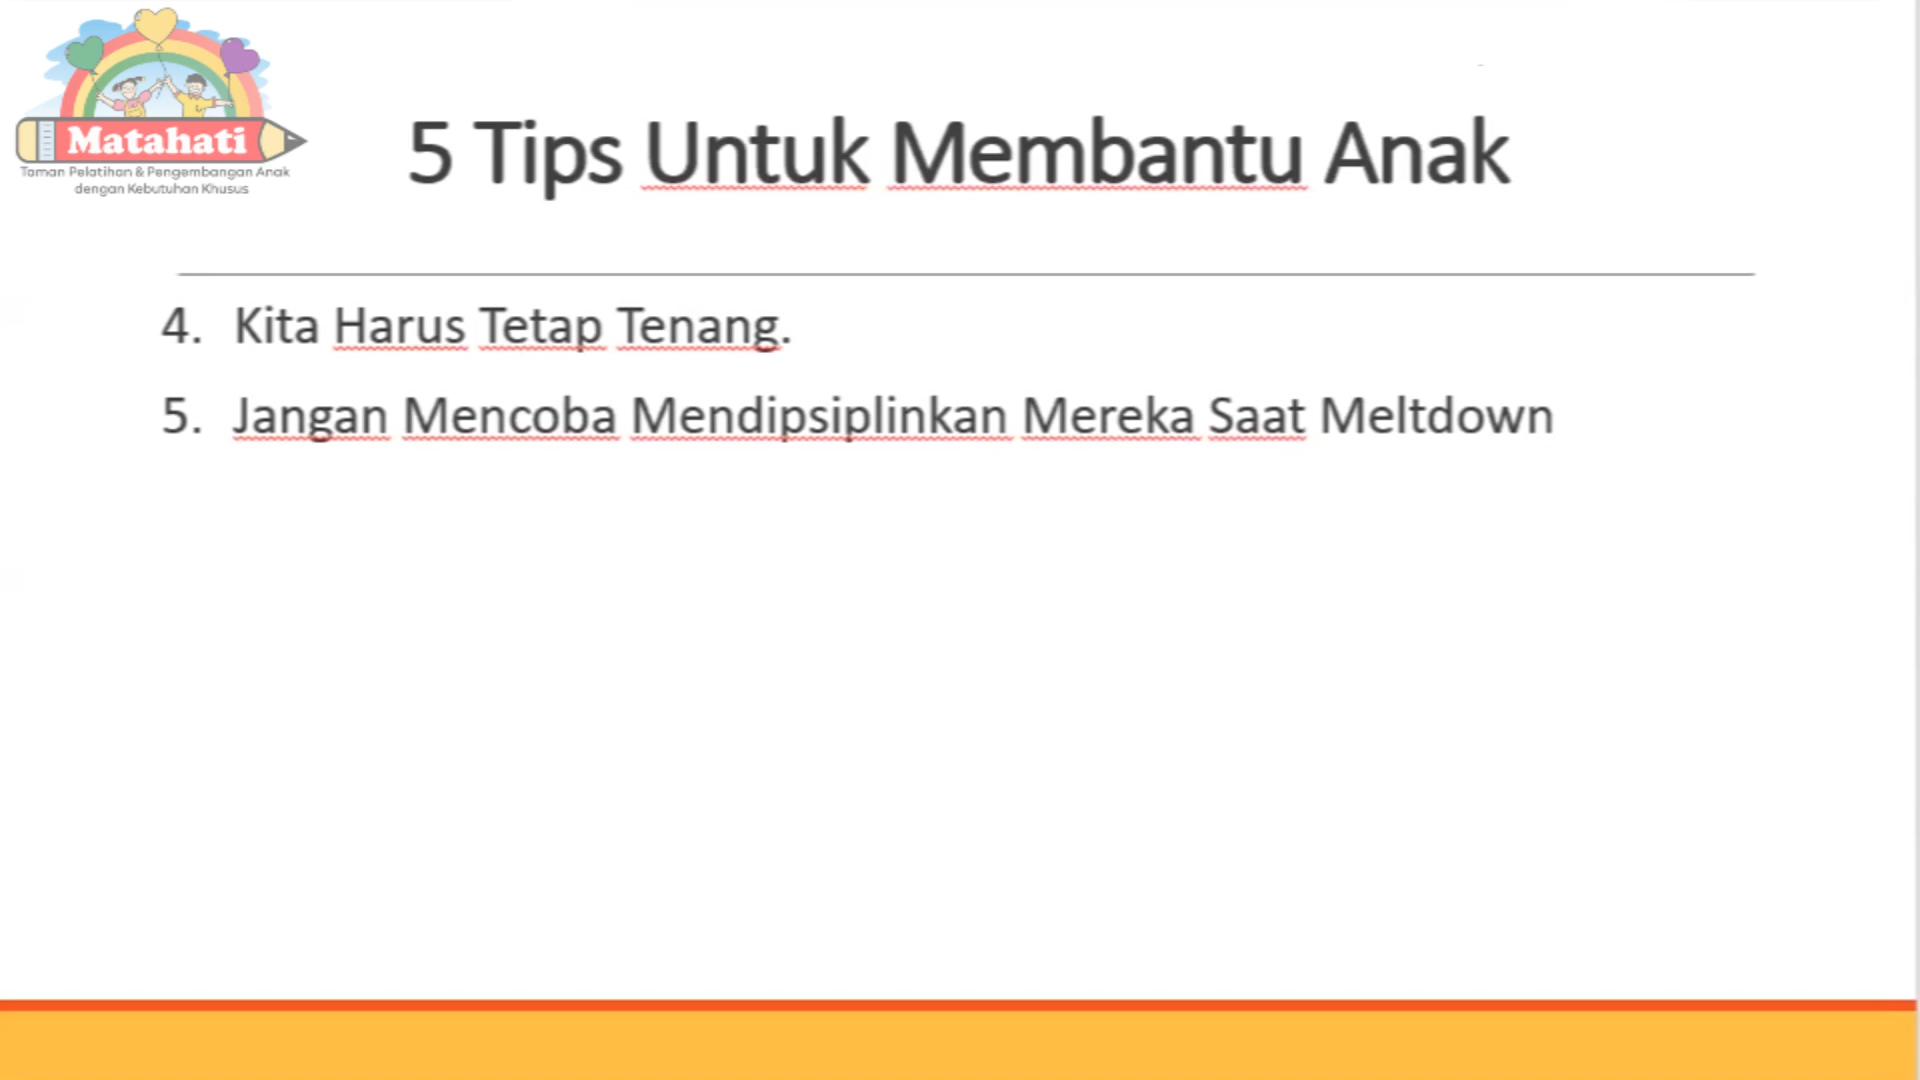 Matahati
Taman Pelatihan & Pengembangan Anak
dengan Kebutuhan Khusus
5 Tips Untuk Membantu Anak
4. Kita Harus Tetap Tenang.
5. Jangan Mencoba Mendipsiplinkan Mereka Saat Meltdown